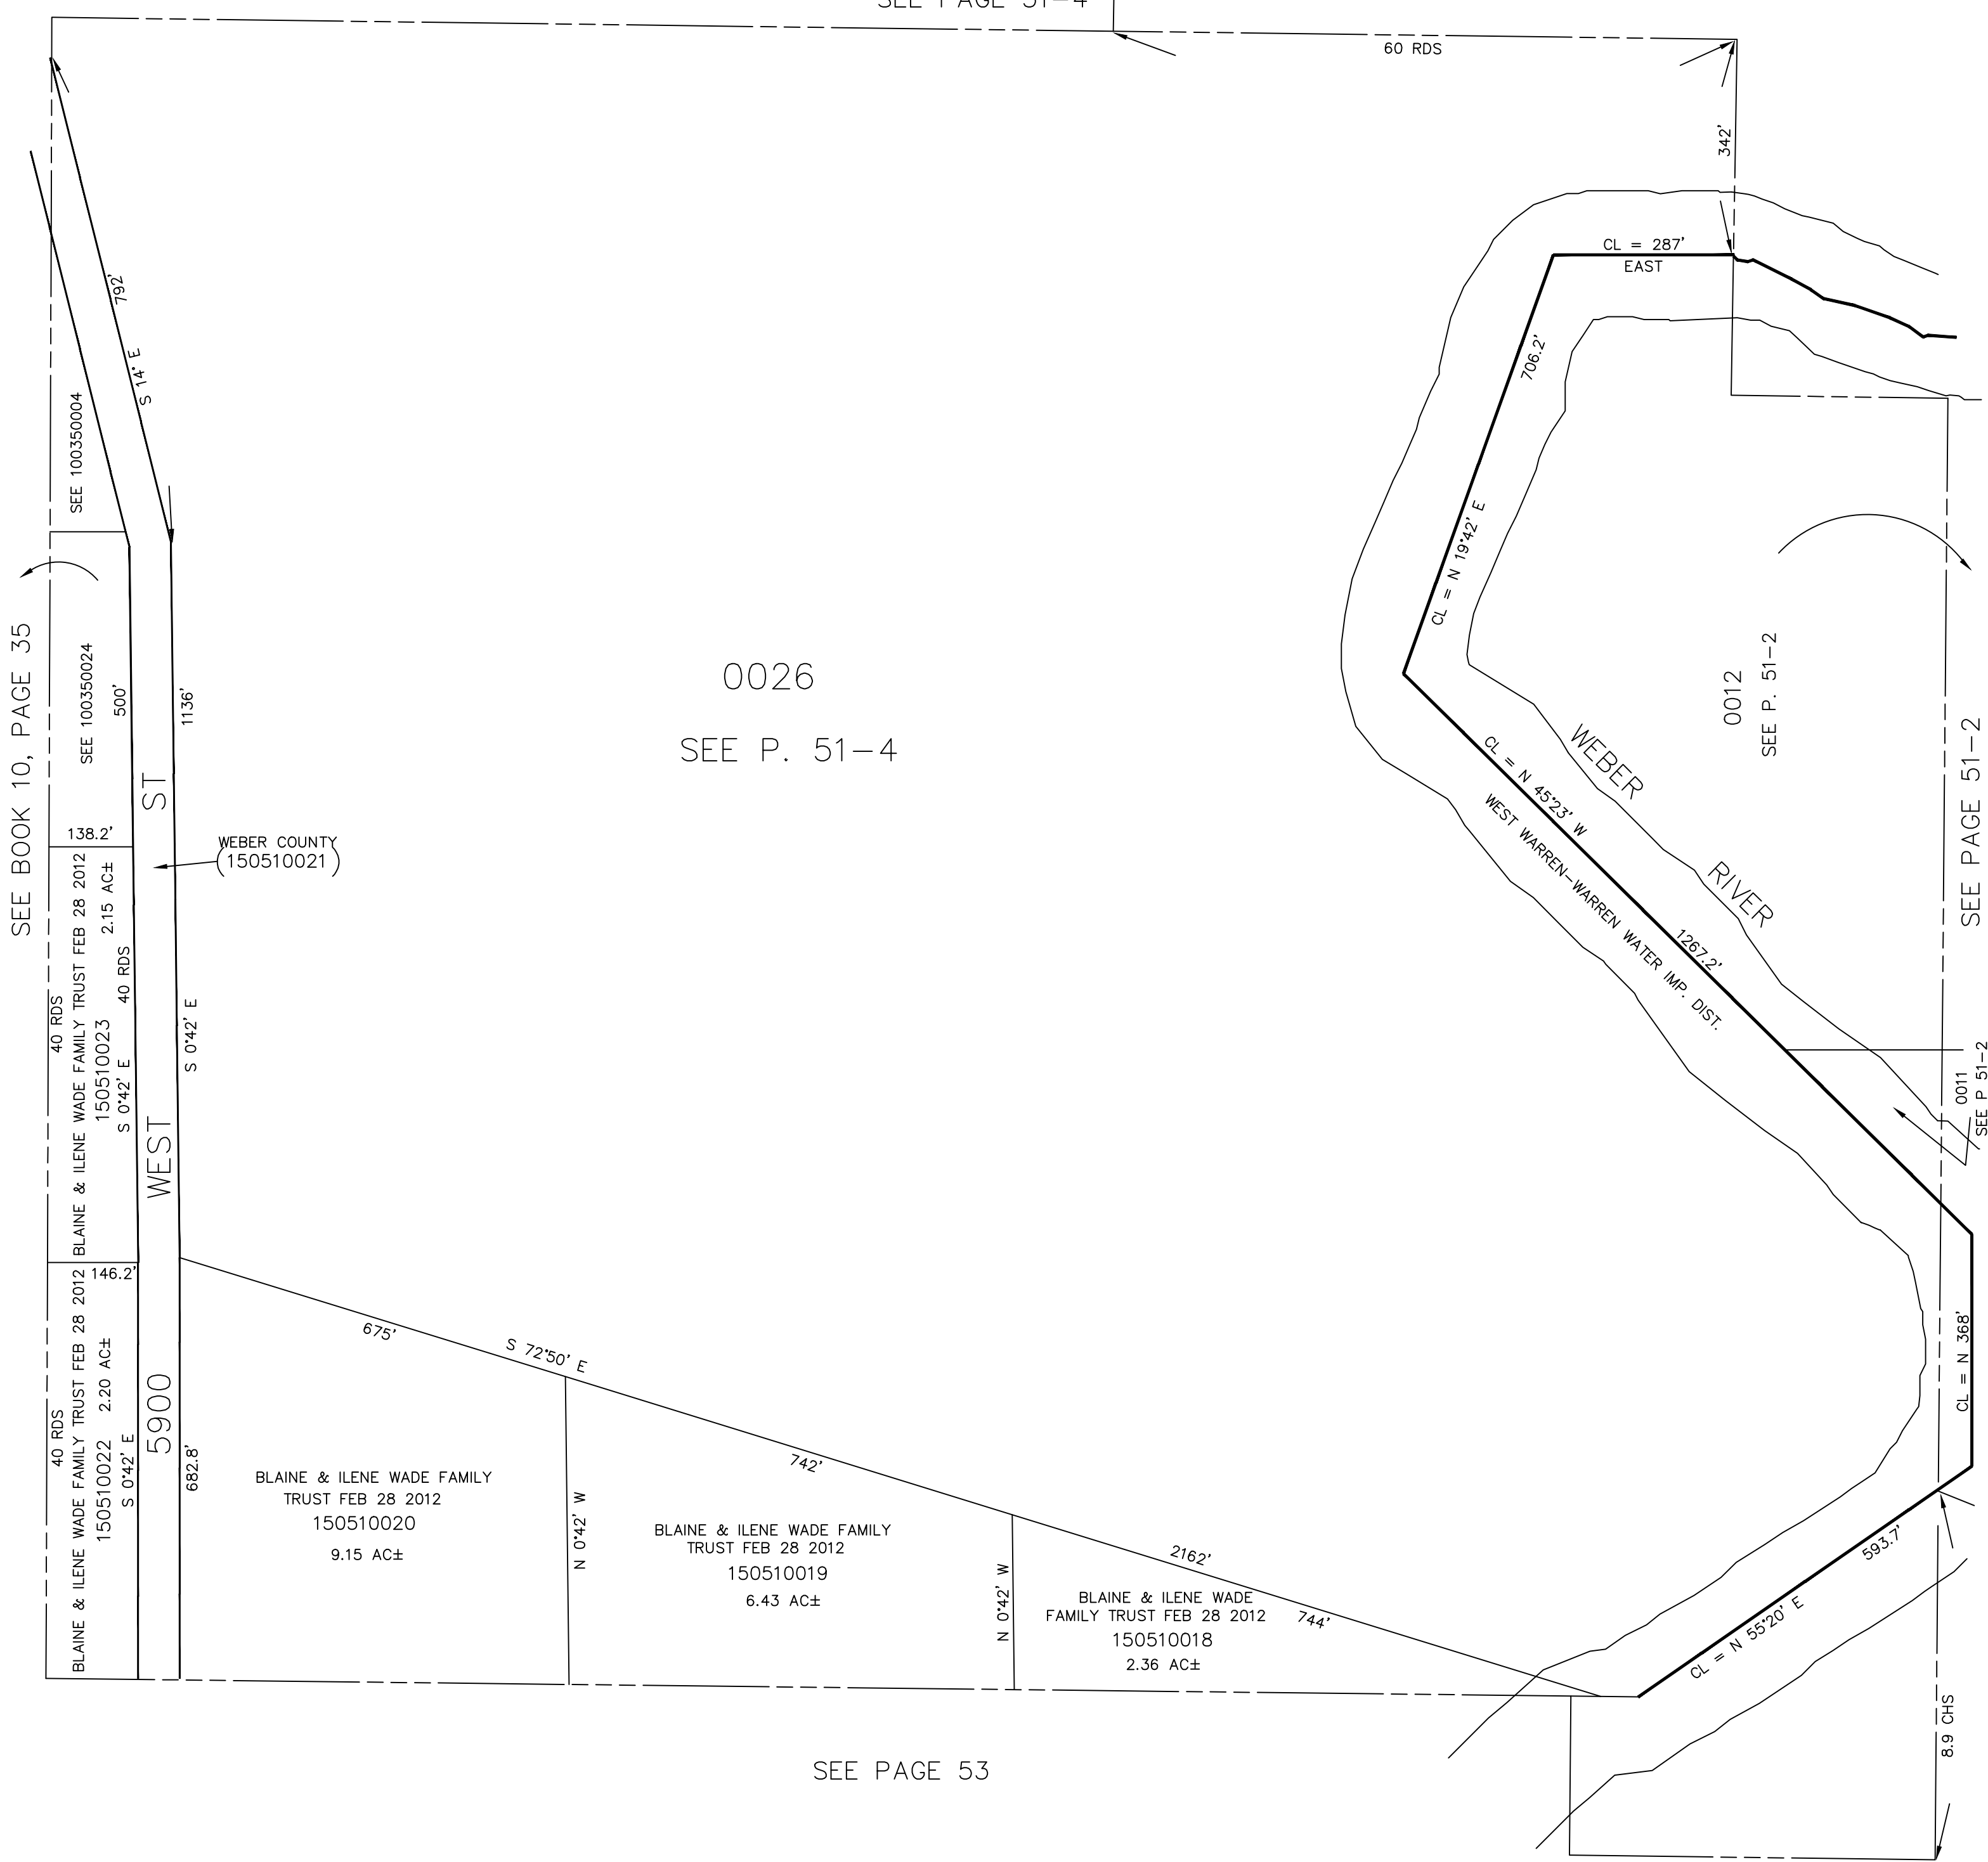 SEE PAGE 51-4
60 RDS
342'
CL = 287'
EAST
792'
S 14° E
706.2'
CL = N 19°42' E
SEE 100350004
SEE BOOK 10, PAGE 35
SEE 100350024
500'
1136'
138.2'
0026
SEE P. 51-4
0012
SEE P. 51-2
SEE PAGE 51-2
WEBER RIVER
CL = N 45°23' W
1267.2'
WEST WARREN-WARREN WATER IMP. DIST.
WEBER COUNTY
(150510021)
40 RDS
BLAINE & ILENE WADE FAMILY TRUST FEB 28 2012
150510023
2.15 AC±
S 0°42' E
40 RDS
S 0°42' E
5900 WEST ST
0011
SEE P 51-2
146.2'
40 RDS
BLAINE & ILENE WADE FAMILY TRUST FEB 28 2012
150510022
2.20 AC±
S 0°42' E
682.8'
675'
S 72°50' E
742'
2162'
744'
BLAINE & ILENE WADE FAMILY
TRUST FEB 28 2012
150510020
9.15 AC±
N 0°42' W
BLAINE & ILENE WADE FAMILY
TRUST FEB 28 2012
150510019
6.43 AC±
N 0°42' W
BLAINE & ILENE WADE
FAMILY TRUST FEB 28 2012
150510018
2.36 AC±
CL = N 368'
593.7'
CL = N 55°20' E
8.9 CHS
SEE PAGE 53